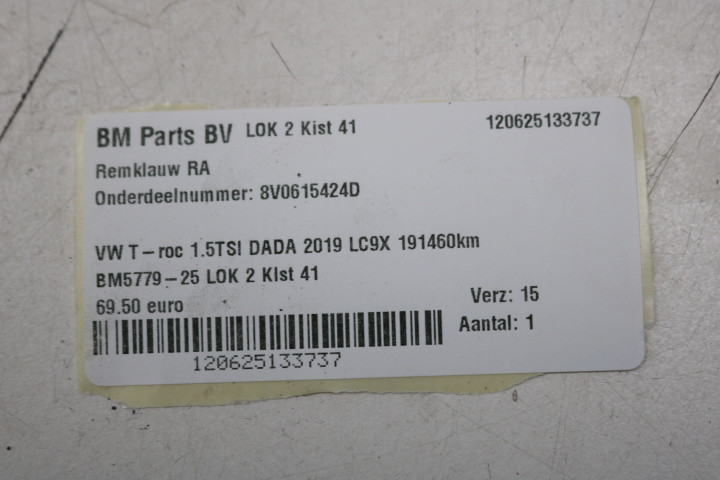 BM Parts BV LOK 2 Kist 41 120625133737
Remklauw RA
Onderdeelnummer: 8V0615424D
VW T-roc 1.5TSI DADA 2019 LC9X 191460km
BM5779-25 LOK 2 KIst 41
69.50 euro
Verz: 15
Aantal: 1
120625133737